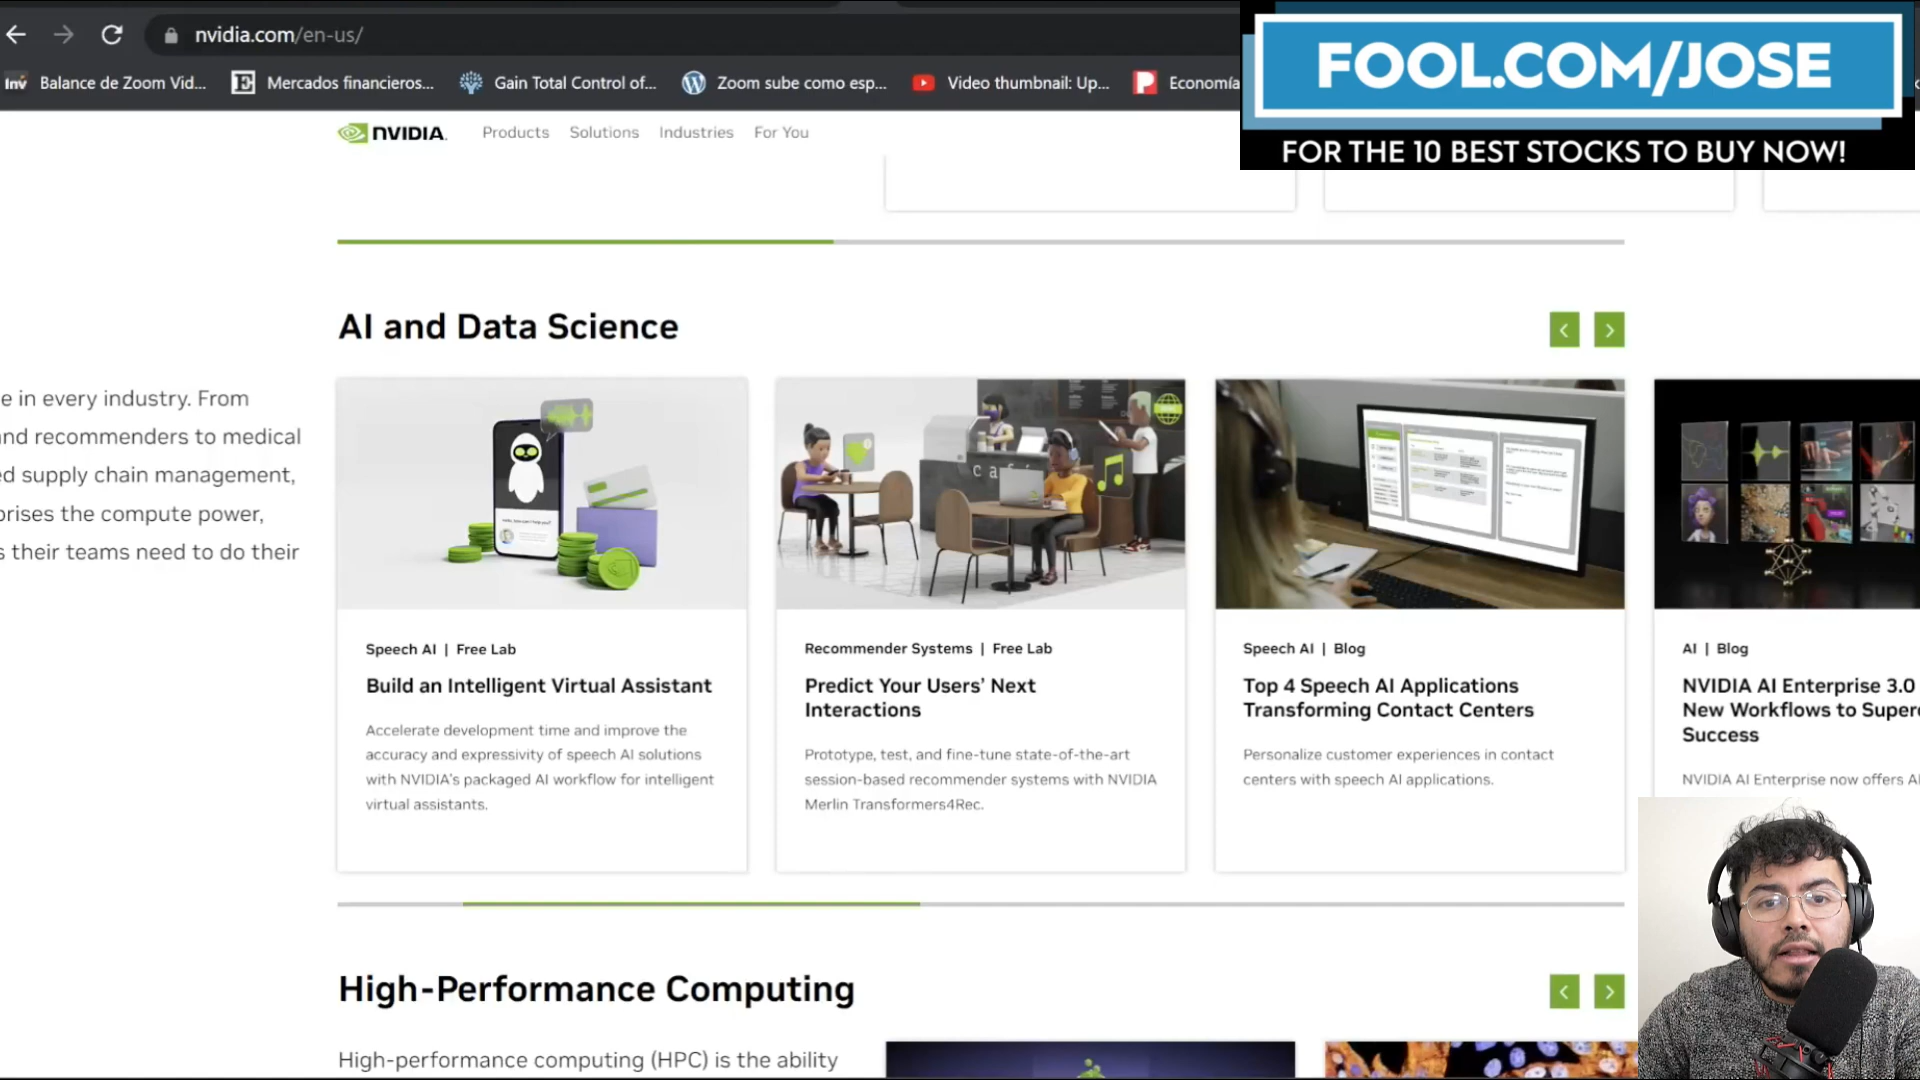 nvidia.com/en-us/
FOOL.COM/JOSE
FOR THE 10 BEST STOCKS TO BUY NOW!
Inv Balance de Zoom Vid...
E Mercados financieros...
Gain Total Control of...
Zoom sube como esp...
Video thumbnail: Up...
Economía
NVIDIA.
Products
Solutions
Industries
For You
AI and Data Science
e in every industry. From
nd recommenders to medical
ed supply chain management,
prises the compute power,
s their teams need to do their
café
Speech AI | Free Lab
Build an Intelligent Virtual Assistant
Accelerate development time and improve the
accuracy and expressivity of speech AI solutions
with NVIDIA's packaged AI workflow for intelligent
virtual assistants.
Recommender Systems | Free Lab
Predict Your Users' Next
Interactions
Prototype, test, and fine-tune state-of-the-art
session-based recommender systems with NVIDIA
Merlin Transformers4Rec.
Speech AI | Blog
Top 4 Speech AI Applications
Transforming Contact Centers
Personalize customer experiences in contact
centers with speech AI applications.
AI | Blog
NVIDIA AI Enterprise 3.0
New Workflows to Superc
Success
NVIDIA AI Enterprise now offers AI
High-Performance Computing
High-performance computing (HPC) is the ability